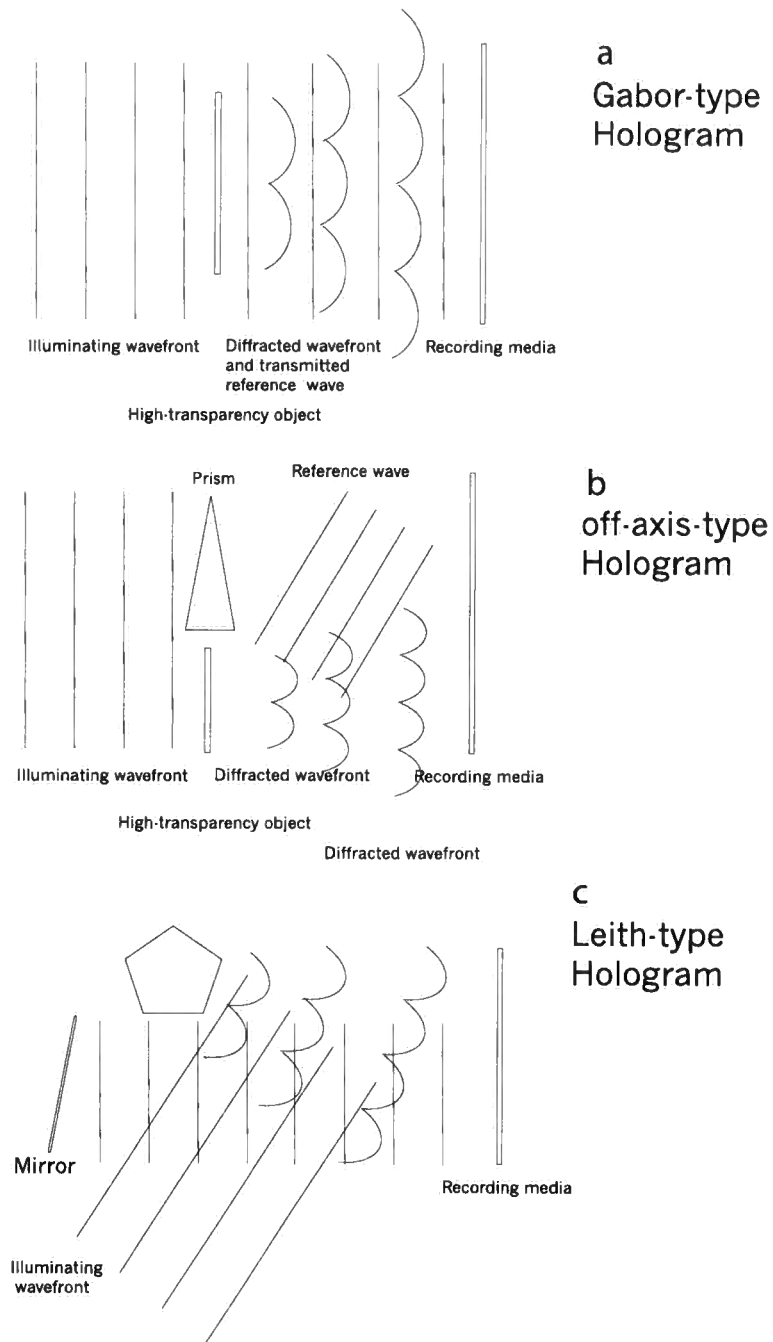 a
Gabor-type
Hologram
Illuminating wavefront
Diffracted wavefront
and transmitted
reference wave
Recording media
High-transparency object
Prism
Reference wave
b
off-axis-type
Hologram
Illuminating wavefront
Diffracted wavefront
Recording media
High-transparency object
Diffracted wavefront
c
Leith-type
Hologram
Mirror
Recording media
Illuminating
wavefront